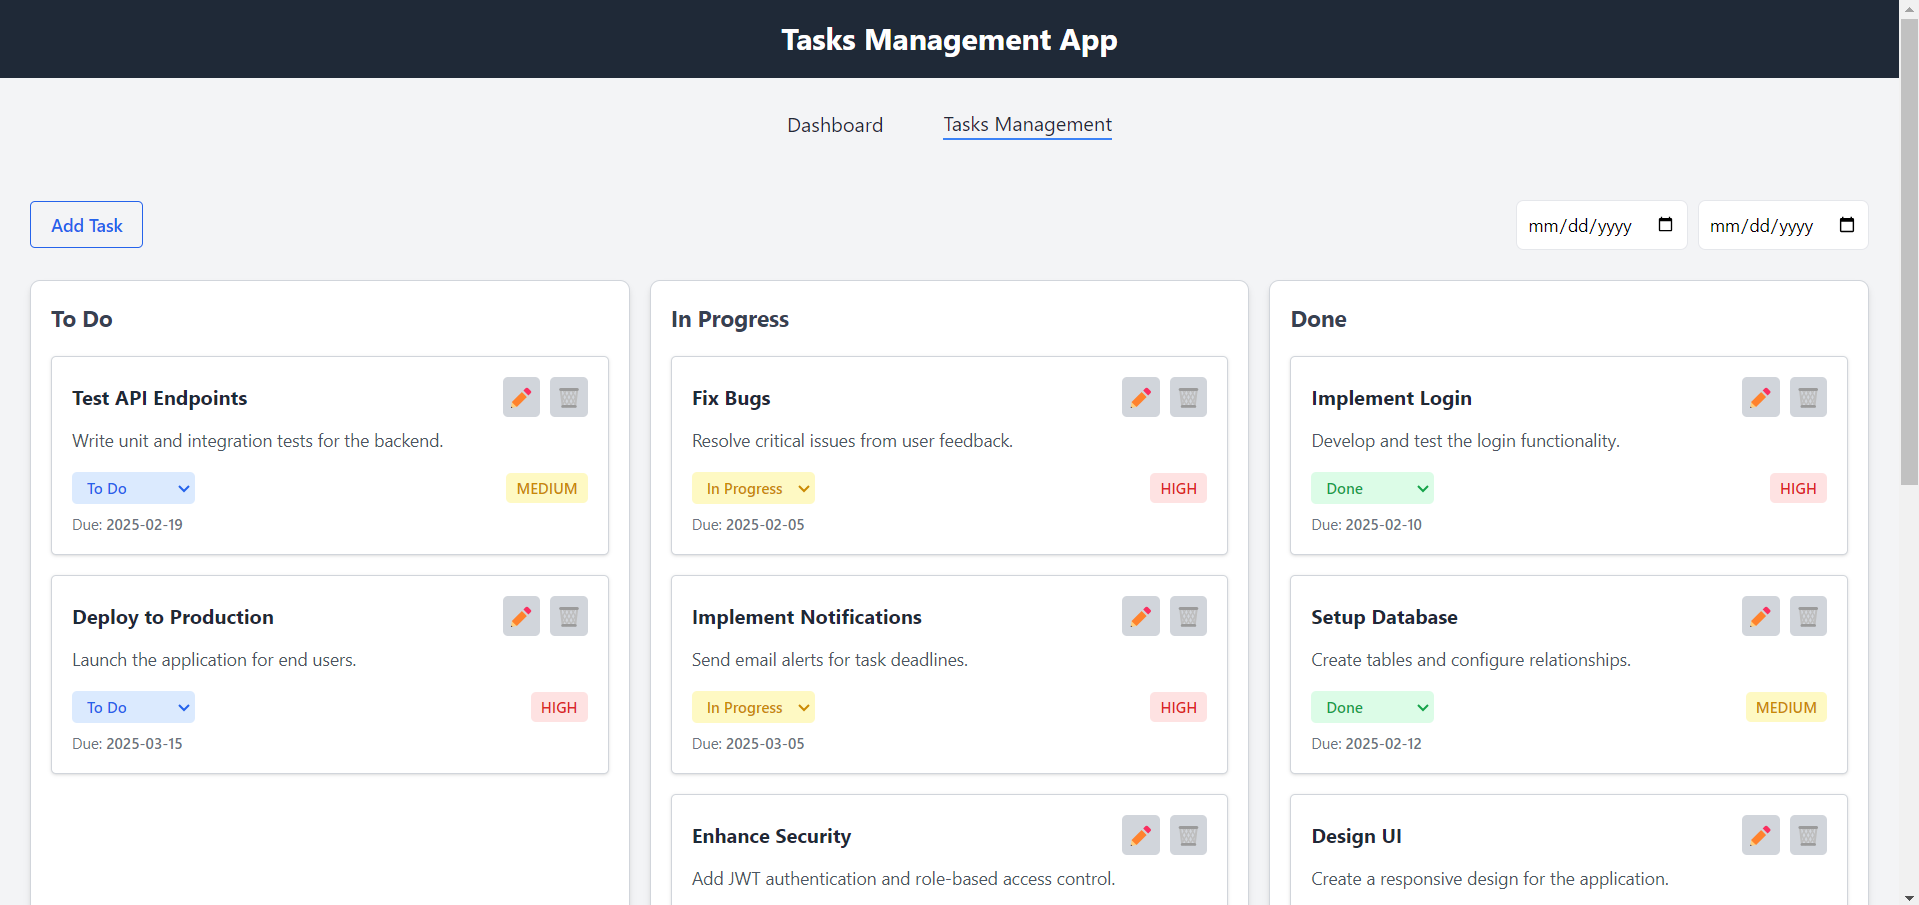 Tasks Management App
Dashboard
Tasks Management
Add Task
mm/dd/yyyy
mm/dd/yyyy
To Do
Test API Endpoints
Write unit and integration tests for the backend.
To Do
MEDIUM
Due: 2025-02-19
Deploy to Production
Launch the application for end users.
To Do
HIGH
Due: 2025-03-15
In Progress
Fix Bugs
Resolve critical issues from user feedback.
In Progress
HIGH
Due: 2025-02-05
Implement Notifications
Send email alerts for task deadlines.
In Progress
HIGH
Due: 2025-03-05
Enhance Security
Add JWT authentication and role-based access control.
Done
Implement Login
Develop and test the login functionality.
Done
HIGH
Due: 2025-02-10
Setup Database
Create tables and configure relationships.
Done
MEDIUM
Due: 2025-02-12
Design UI
Create a responsive design for the application.